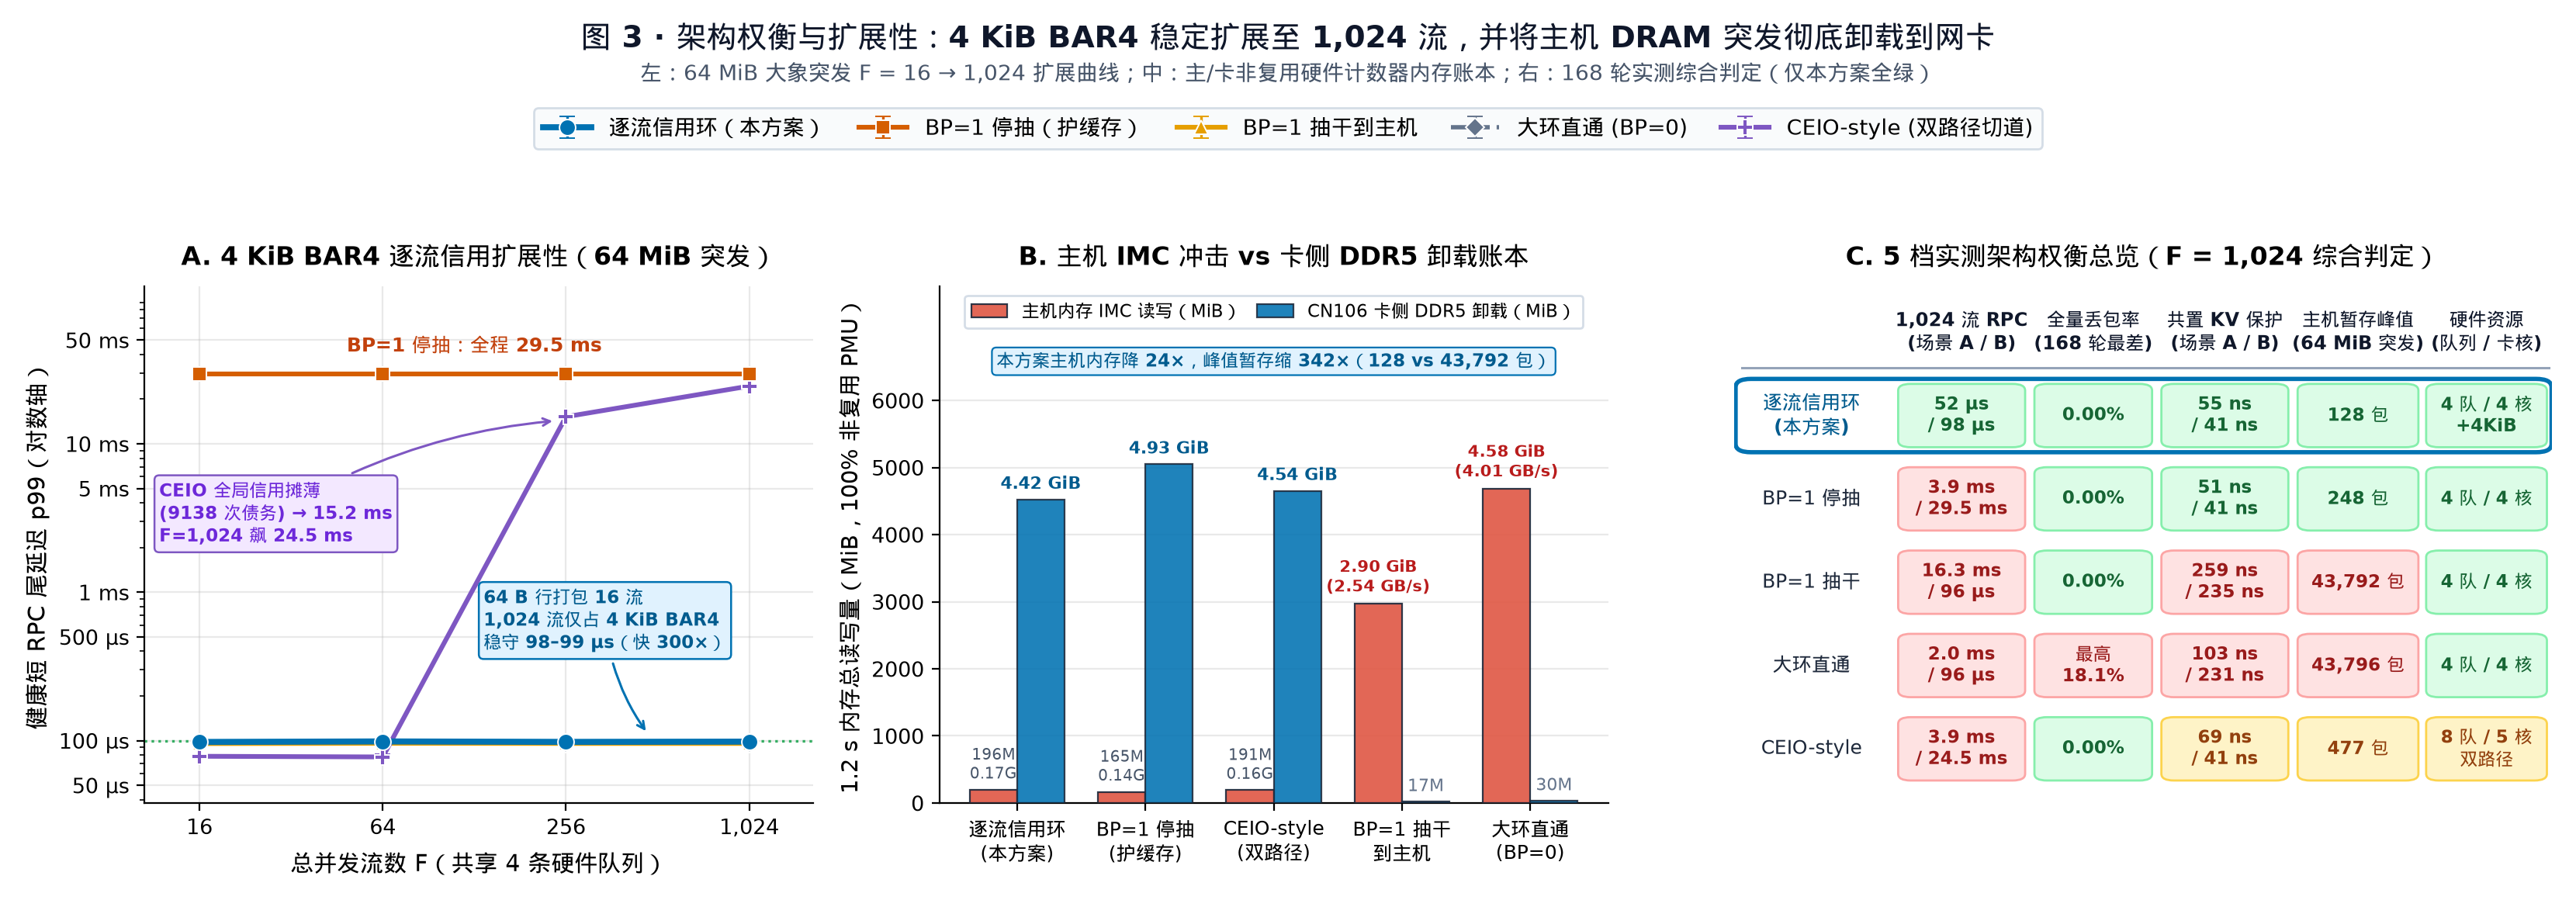 图 3 · 架构权衡与扩展性：4 KiB BAR4 稳定扩展至 1,024 流，并将主机 DRAM 突发彻底卸载到网卡
左：64 MiB 大象突发 F = 16 → 1,024 扩展曲线；中：主/卡非复用硬件计数器内存账本；右：168 轮实测综合判定（仅本方案全绿）
逐流信用环（本方案）
BP=1 停抽（护缓存）
BP=1 抽干到主机
大环直通 (BP=0)
CEIO-style (双路径切道)
A. 4 KiB BAR4 逐流信用扩展性（64 MiB 突发）
健康短 RPC 尾延迟 p99（对数轴）
50 ms
10 ms
5 ms
1 ms
500 µs
100 µs
50 µs
BP=1 停抽：全程 29.5 ms
CEIO 全局信用摊薄
(9138 次债务) → 15.2 ms
F=1,024 飙 24.5 ms
64 B 行打包 16 流
1,024 流仅占 4 KiB BAR4
稳守 98–99 µs（快 300×）
16
64
256
1,024
总并发流数 F（共享 4 条硬件队列）
B. 主机 IMC 冲击 vs 卡侧 DDR5 卸载账本
1.2 s 内存总读写量（MiB，100% 非复用 PMU）
主机内存 IMC 读写（MiB）
CN106 卡侧 DDR5 卸载（MiB）
本方案主机内存降 24×，峰值暂存缩 342×（128 vs 43,792 包）
6000
5000
4000
3000
2000
1000
0
196M
0.17G
4.42 GiB
165M
0.14G
4.93 GiB
191M
0.16G
4.54 GiB
2.90 GiB
(2.54 GB/s)
17M
4.58 GiB
(4.01 GB/s)
30M
逐流信用环
(本方案)
BP=1 停抽
(护缓存)
CEIO-style
(双路径)
BP=1 抽干
到主机
大环直通
(BP=0)
C. 5 档实测架构权衡总览（F = 1,024 综合判定）
1,024 流 RPC
(场景 A / B)
全量丢包率
(168 轮最差)
共置 KV 保护
(场景 A / B)
主机暂存峰值
(64 MiB 突发)
硬件资源
(队列 / 卡核)
逐流信用环
(本方案)
52 µs
/ 98 µs
0.00%
55 ns
/ 41 ns
128 包
4 队 / 4 核
+4KiB
BP=1 停抽
3.9 ms
/ 29.5 ms
0.00%
51 ns
/ 41 ns
248 包
4 队 / 4 核
BP=1 抽干
16.3 ms
/ 96 µs
0.00%
259 ns
/ 235 ns
43,792 包
4 队 / 4 核
大环直通
2.0 ms
/ 96 µs
最高
18.1%
103 ns
/ 231 ns
43,796 包
4 队 / 4 核
CEIO-style
3.9 ms
/ 24.5 ms
0.00%
69 ns
/ 41 ns
477 包
8 队 / 5 核
双路径